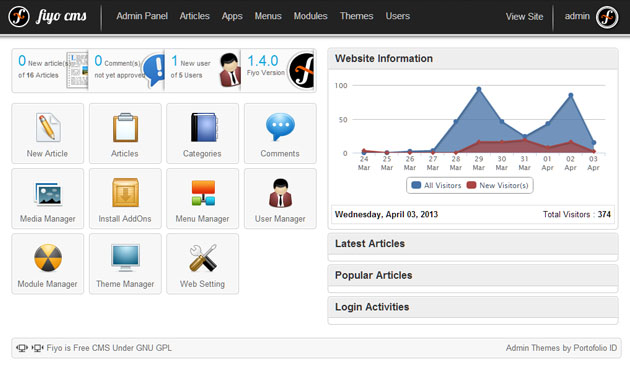 fiyo cms
Admin Panel Articles Apps Menus Modules Themes Users View Site admin
0 New article(s)
of 16 Articles
0 Comment(s)
not yet approved
1 New user
of 5 Users
1.4.0
Fiyo Version
New Article Articles Categories Comments
Media Manager Install AddOns Menu Manager User Manager
Module Manager Theme Manager Web Setting
Website Information
100
50
0
24 25 26 27 28 29 30 31 01 02 03
Mar Mar Mar Mar Mar Mar Mar Mar Apr Apr Apr
All Visitors New Visitor(s)
Wednesday, April 03, 2013 Total Visitors : 374
Latest Articles
Popular Articles
Login Activities
Fiyo is Free CMS Under GNU GPL Admin Themes by Portofolio ID